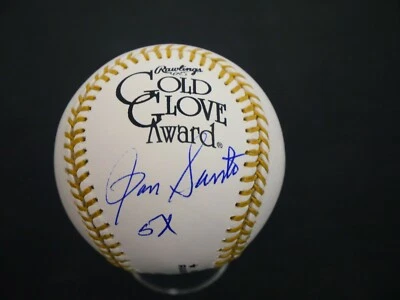 Rawlings
GOLD
GLOVE
Award®
Ron Santo
5X